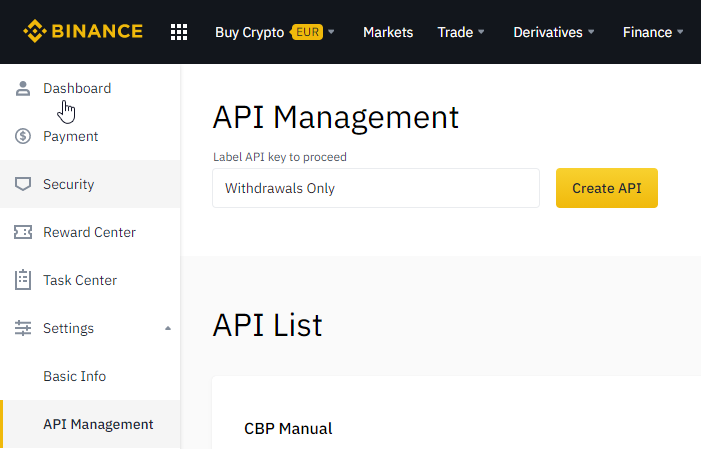 BINANCE Buy Crypto EUR Markets Trade Derivatives Finance
Dashboard
Payment
Security
Reward Center
Task Center
Settings
Basic Info
API Management
API Management
Label API key to proceed
Withdrawals Only Create API
API List
CBP Manual